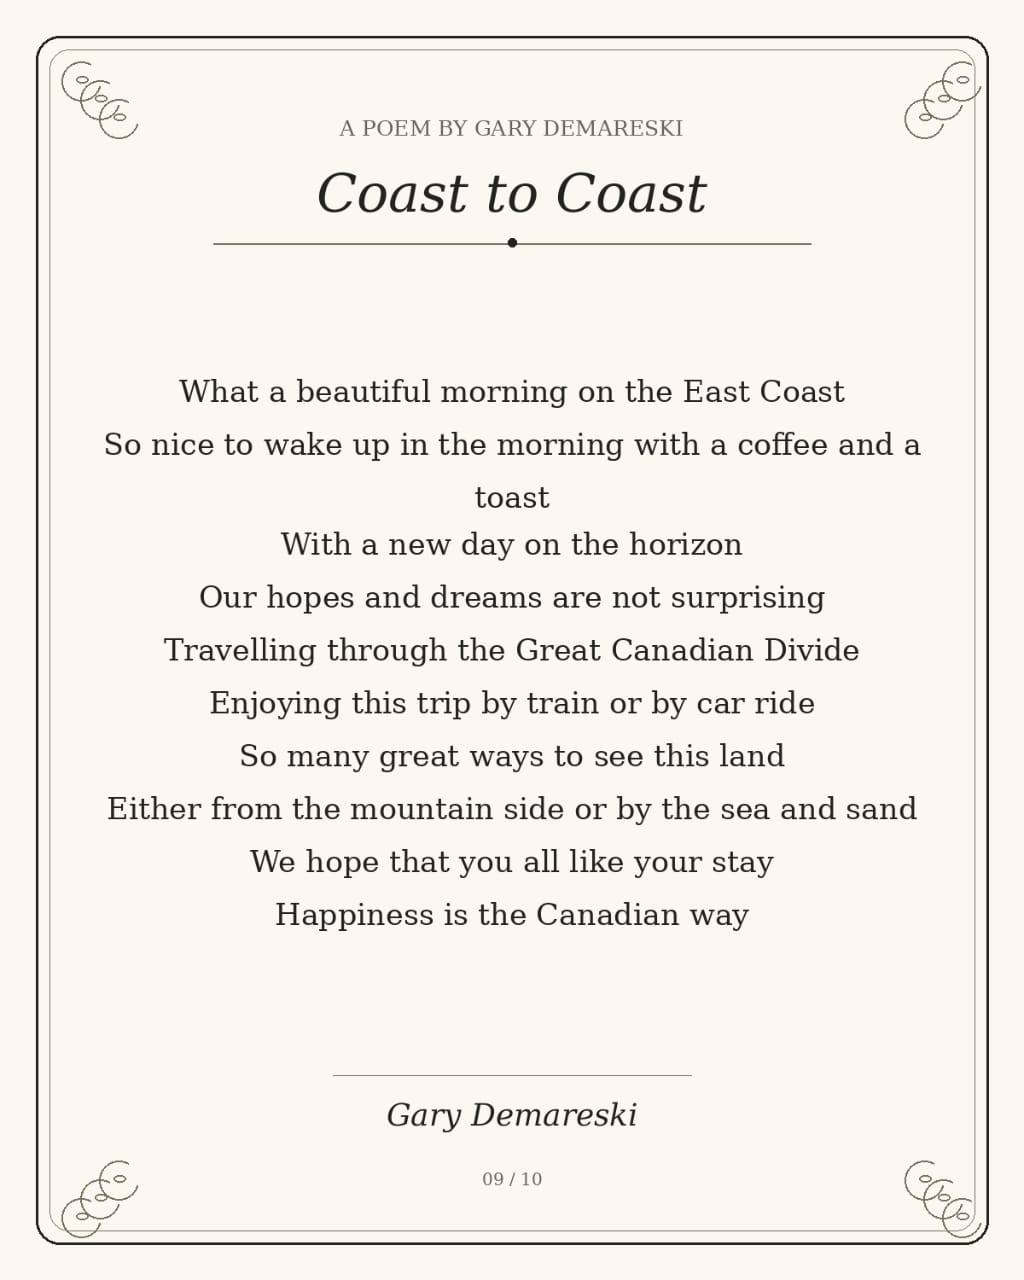 A POEM BY GARY DEMARESKI
Coast to Coast
What a beautiful morning on the East Coast
So nice to wake up in the morning with a coffee and a
toast
With a new day on the horizon
Our hopes and dreams are not surprising
Travelling through the Great Canadian Divide
Enjoying this trip by train or by car ride
So many great ways to see this land
Either from the mountain side or by the sea and sand
We hope that you all like your stay
Happiness is the Canadian way
Gary Demareski
09 / 10